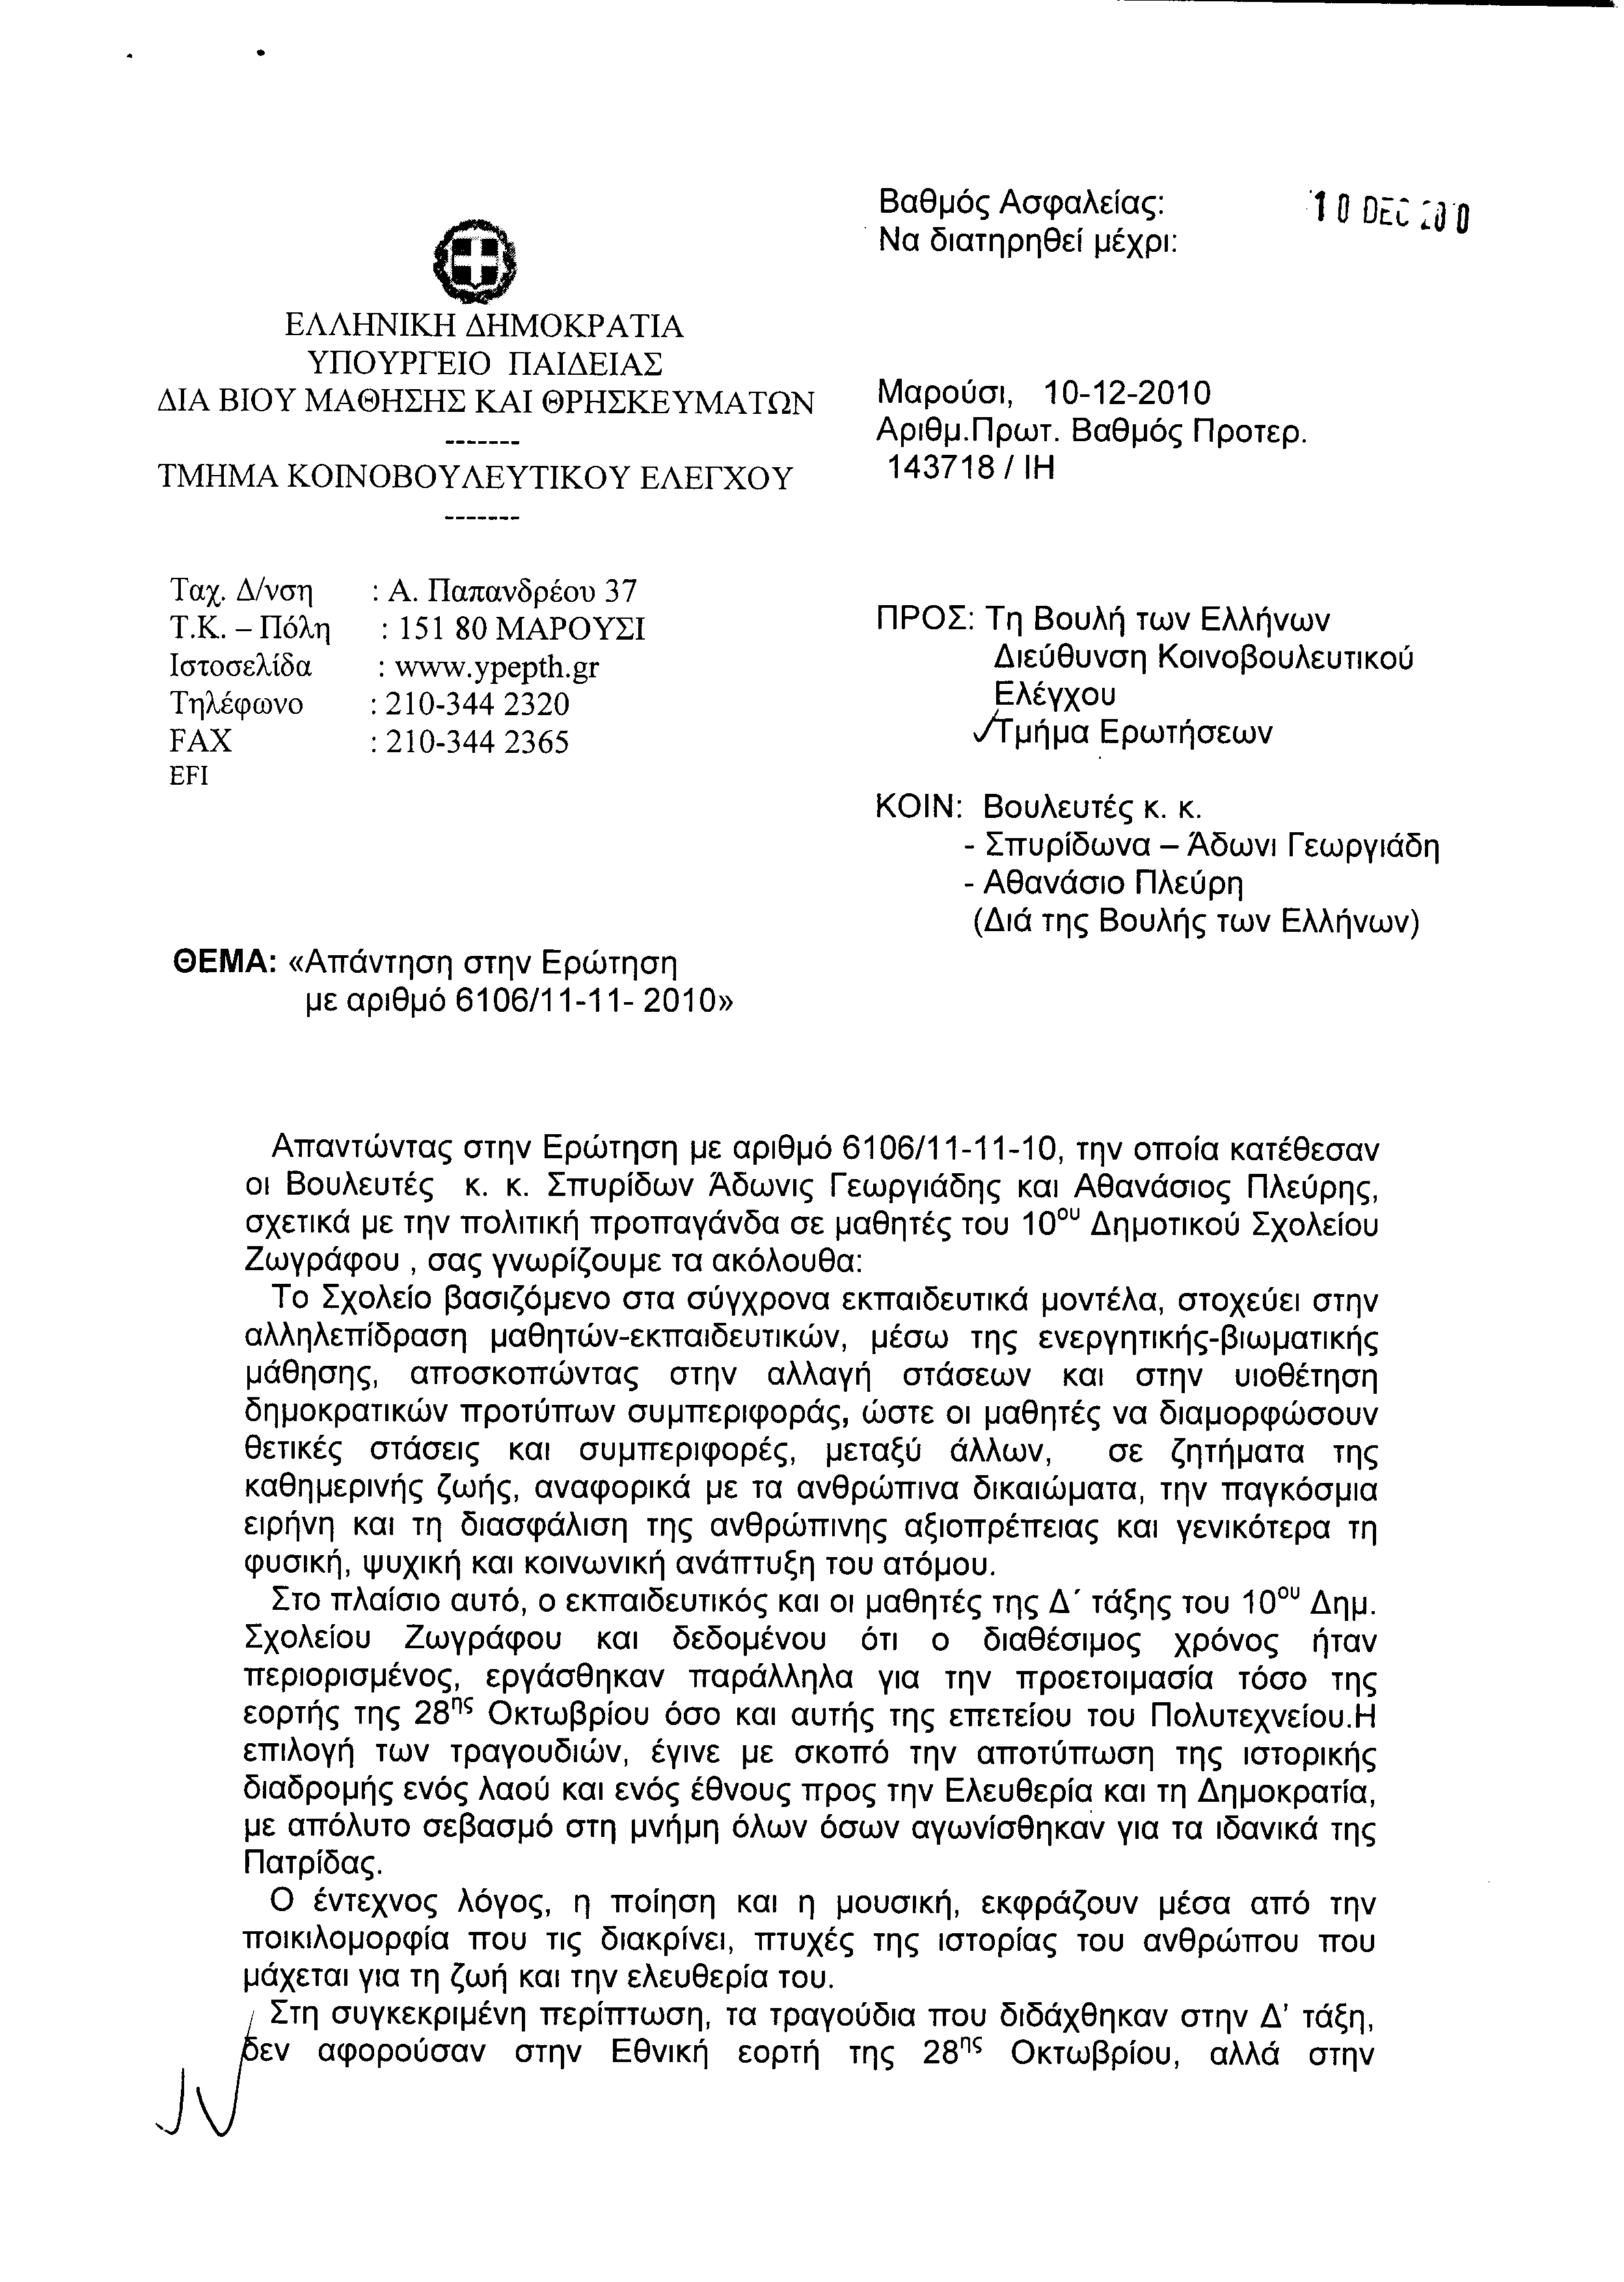 Βαθμός Ασφαλείας:
Να διατηρηθεί μέχρι:
10 DEC
ΕΛΛΗΝΙΚΗ ΔΗΜΟΚΡΑΤΙΑ
ΥΠΟΥΡΓΕΙΟ ΠΑΙΔΕΙΑΣ
ΔΙΑ ΒΙΟΥ ΜΑΘΗΣΗΣ ΚΑΙ ΘΡΗΣΚΕΥΜΑΤΩΝ
-------
ΤΜΗΜΑ ΚΟΙΝΟΒΟΥΛΕΥΤΙΚΟΥ ΕΛΕΓΧΟΥ
-------
Μαρούσι, 10-12-2010
Αριθμ.Πρωτ. Βαθμός Προτερ.
143718 / ΙΗ
Ταχ. Δ/νση : Α. Παπανδρέου 37
Τ.Κ. – Πόλη : 151 80 ΜΑΡΟΥΣΙ
Ιστοσελίδα : www.ypepth.gr
Τηλέφωνο : 210-344 2320
FAX : 210-344 2365
EFI
ΠΡΟΣ: Τη Βουλή των Ελλήνων
Διεύθυνση Κοινοβουλευτικού
Ελέγχου
Τμήμα Ερωτήσεων
ΚΟΙΝ: Βουλευτές κ. κ.
- Σπυρίδωνα – Άδωνι Γεωργιάδη
- Αθανάσιο Πλεύρη
(Διά της Βουλής των Ελλήνων)
ΘΕΜΑ: «Απάντηση στην Ερώτηση
με αριθμό 6106/11-11- 2010»
Απαντώντας στην Ερώτηση με αριθμό 6106/11-11-10, την οποία κατέθεσαν
οι Βουλευτές κ. κ. Σπυρίδων Άδωνις Γεωργιάδης και Αθανάσιος Πλεύρης,
σχετικά με την πολιτική προπαγάνδα σε μαθητές του 10ου Δημοτικού Σχολείου
Ζωγράφου , σας γνωρίζουμε τα ακόλουθα:
Το Σχολείο βασιζόμενο στα σύγχρονα εκπαιδευτικά μοντέλα, στοχεύει στην
αλληλεπίδραση μαθητών-εκπαιδευτικών, μέσω της ενεργητικής-βιωματικής
μάθησης, αποσκοπώντας στην αλλαγή στάσεων και στην υιοθέτηση
δημοκρατικών προτύπων συμπεριφοράς, ώστε οι μαθητές να διαμορφώσουν
θετικές στάσεις και συμπεριφορές, μεταξύ άλλων, σε ζητήματα της
καθημερινής ζωής, αναφορικά με τα ανθρώπινα δικαιώματα, την παγκόσμια
ειρήνη και τη διασφάλιση της ανθρώπινης αξιοπρέπειας και γενικότερα τη
φυσική, ψυχική και κοινωνική ανάπτυξη του ατόμου.
Στο πλαίσιο αυτό, ο εκπαιδευτικός και οι μαθητές της Δ΄ τάξης του 10ου Δημ.
Σχολείου Ζωγράφου και δεδομένου ότι ο διαθέσιμος χρόνος ήταν
περιορισμένος, εργάσθηκαν παράλληλα για την προετοιμασία τόσο της
εορτής της 28ης Οκτωβρίου όσο και αυτής της επετείου του Πολυτεχνείου.Η
επιλογή των τραγουδιών, έγινε με σκοπό την αποτύπωση της ιστορικής
διαδρομής ενός λαού και ενός έθνους προς την Ελευθερία και τη Δημοκρατία,
με απόλυτο σεβασμό στη μνήμη όλων όσων αγωνίσθηκαν για τα ιδανικά της
Πατρίδας.
Ο έντεχνος λόγος, η ποίηση και η μουσική, εκφράζουν μέσα από την
ποικιλομορφία που τις διακρίνει, πτυχές της ιστορίας του ανθρώπου που
μάχεται για τη ζωή και την ελευθερία του.
Στη συγκεκριμένη περίπτωση, τα τραγούδια που διδάχθηκαν στην Δ’ τάξη,
δεν αφορούσαν στην Εθνική εορτή της 28ης Οκτωβρίου, αλλά στην